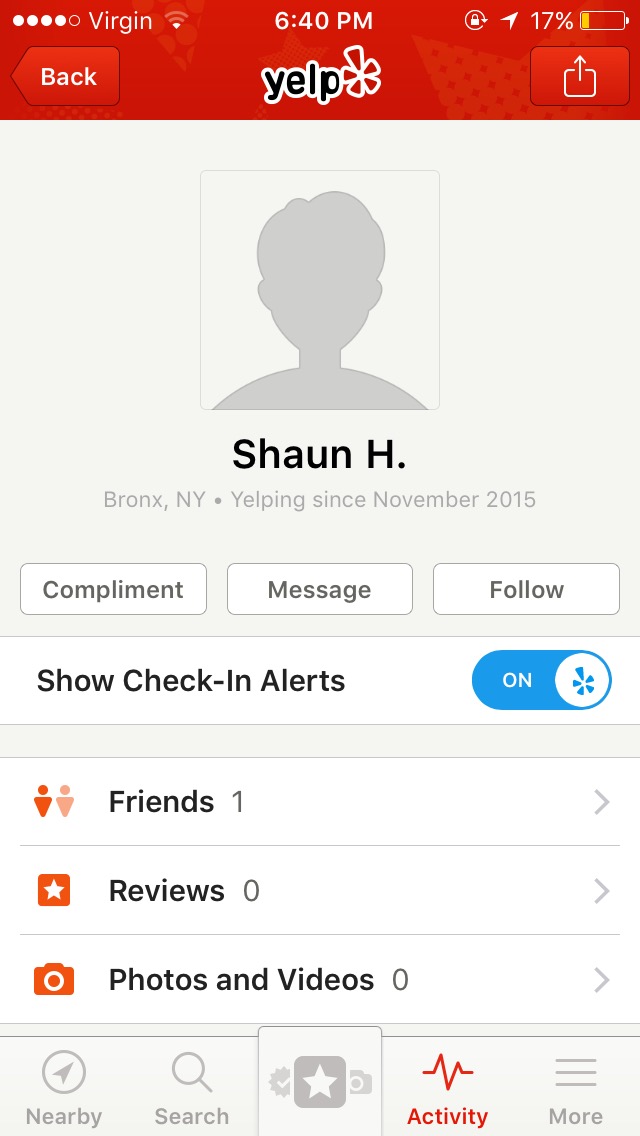 Virgin 6:40 PM 17%
Back yelp
Shaun H.
Bronx, NY • Yelping since November 2015
Compliment Message Follow
Show Check-In Alerts ON
Friends 1
Reviews 0
Photos and Videos 0
Nearby Search Activity More